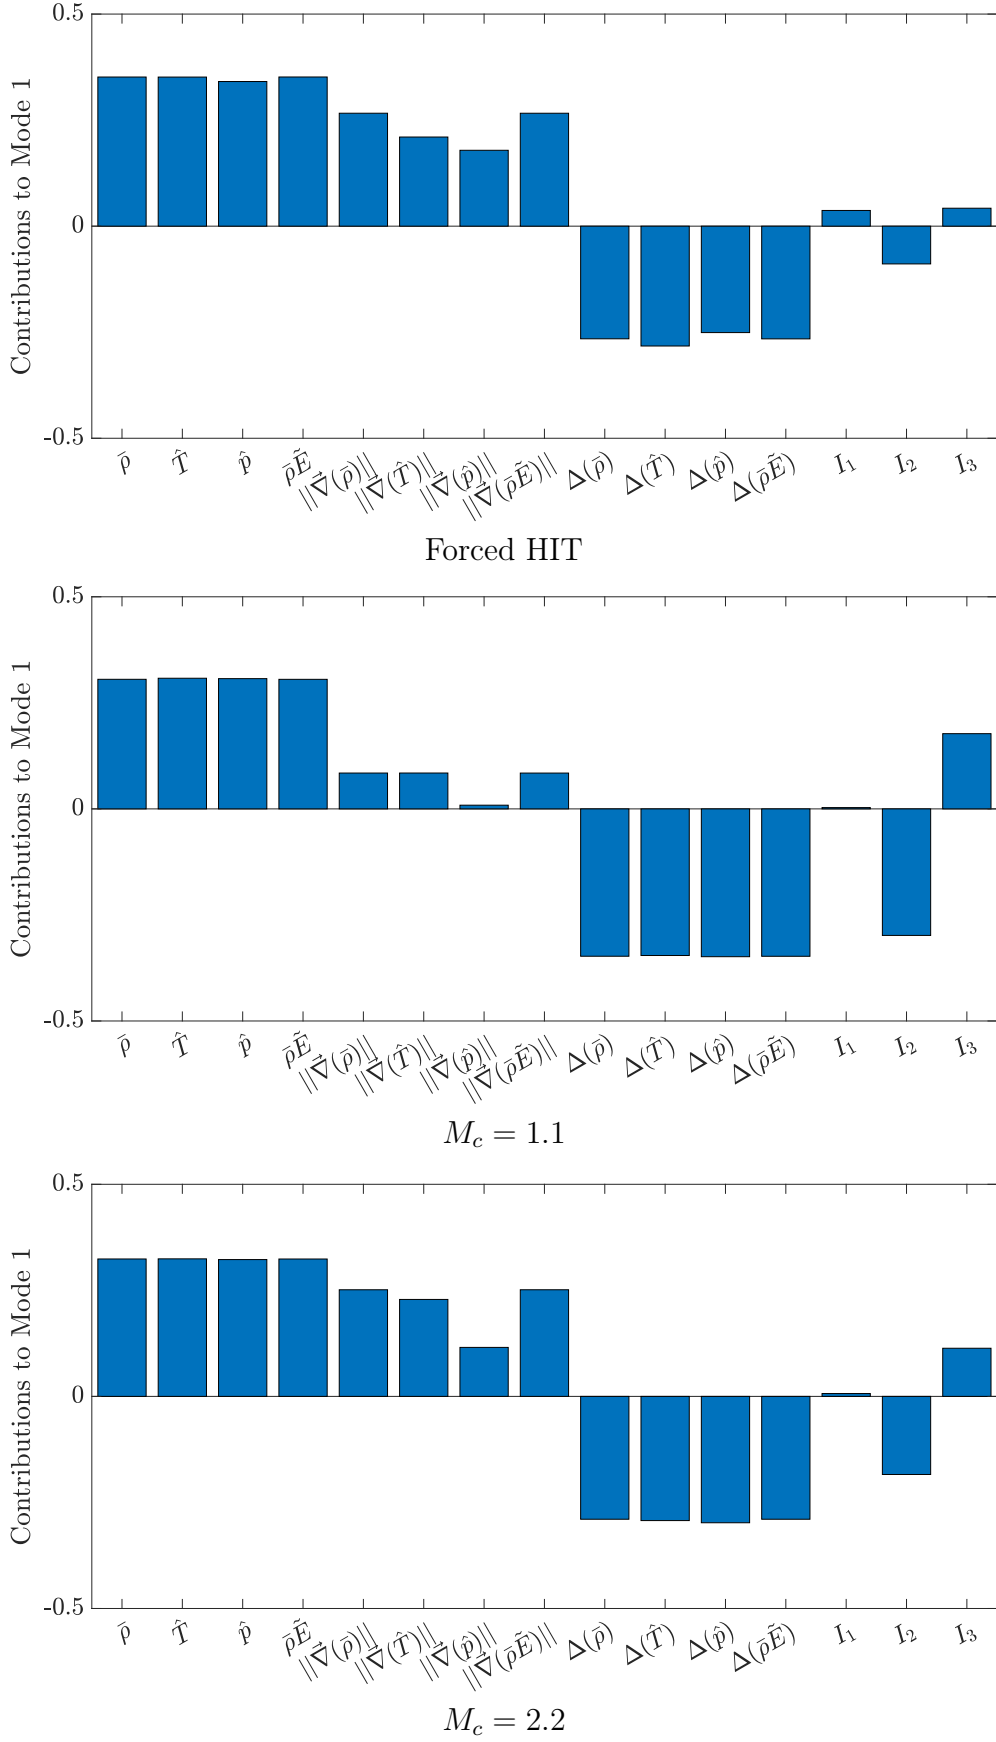 Contributions to Mode 1
0.5
0
-0.5
ρ̄
T̂
p̂
ρ̄Ẽ
||∇⃗(ρ̄)||
||∇⃗(T̂)||
||∇⃗(p̂)||
||∇⃗(ρ̄Ẽ)||
Δ(ρ̄)
Δ(T̂)
Δ(p̂)
Δ(ρ̄Ẽ)
I₁
I₂
I₃
Forced HIT
Contributions to Mode 1
0.5
0
-0.5
ρ̄
T̂
p̂
ρ̄Ẽ
||∇⃗(ρ̄)||
||∇⃗(T̂)||
||∇⃗(p̂)||
||∇⃗(ρ̄Ẽ)||
Δ(ρ̄)
Δ(T̂)
Δ(p̂)
Δ(ρ̄Ẽ)
I₁
I₂
I₃
M_c = 1.1
Contributions to Mode 1
0.5
0
-0.5
ρ̄
T̂
p̂
ρ̄Ẽ
||∇⃗(ρ̄)||
||∇⃗(T̂)||
||∇⃗(p̂)||
||∇⃗(ρ̄Ẽ)||
Δ(ρ̄)
Δ(T̂)
Δ(p̂)
Δ(ρ̄Ẽ)
I₁
I₂
I₃
M_c = 2.2